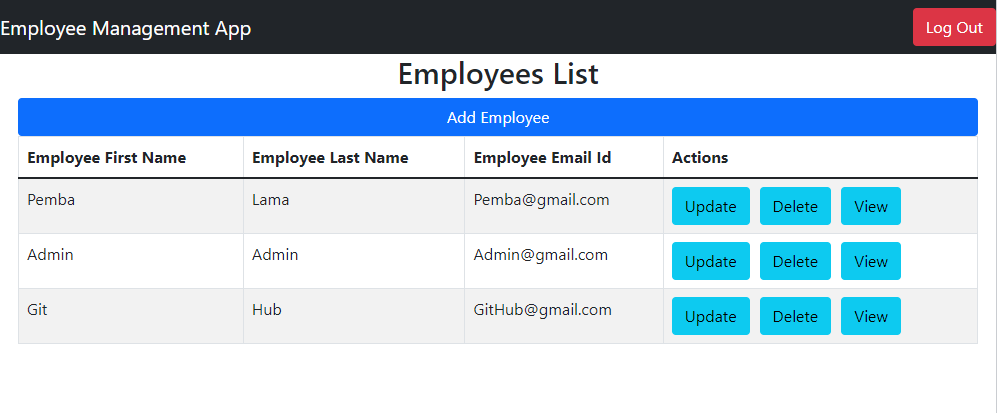 Employee Management App Log Out
Employees List
Add Employee
Employee First Name Employee Last Name Employee Email Id Actions
Pemba Lama Pemba@gmail.com Update Delete View
Admin Admin Admin@gmail.com Update Delete View
Git Hub GitHub@gmail.com Update Delete View